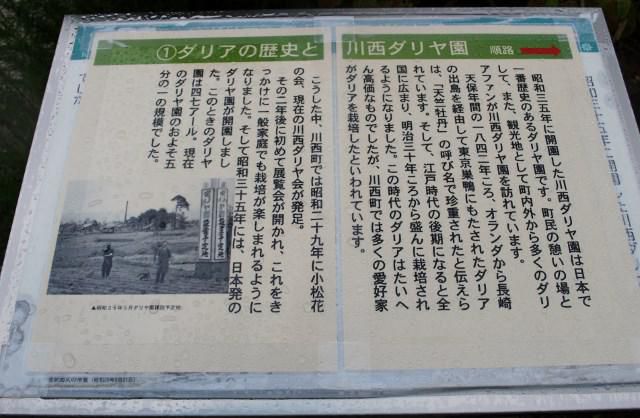 ①ダリアの歴史と
川西ダリヤ園
順路
昭和三五年に開園した川西ダリヤ園は日本で
一番歴史のあるダリヤ園です。町民の憩いの場と
して、また、観光地として町内外から多くのダリ
アファンが川西ダリヤ園を訪れています。
天保年間の一八四二年ころ、オランダから長崎
の出島を経由して東京巣鴨にもたされたダリア
は、「天竺牡丹」の呼び名で珍重されたと伝えら
れています。そして、江戸時代の後期になると全
国に広まり、明治三十年ころから盛んに栽培され
るようになりました。この時代のダリアはたいへ
ん高価なものでしたが、川西町では多くの愛好家
がダリアを栽培したといわれています。
こうした中、川西町では昭和二十九年に小松花
の会、現在の川西ダリヤ会が発足。
その二年後に初めて展覧会が開かれ、これをき
っかけに一般家庭でも栽培が楽しまれるように
なりました。そして昭和三十五年には、日本発の
ダリヤ園が開園しまし
た。このときのダリヤ
園は四七アール。現在
のダリヤ園のおよそ五
分の一の規模でした。
▲昭和35年5月ダリヤ園建設予定地